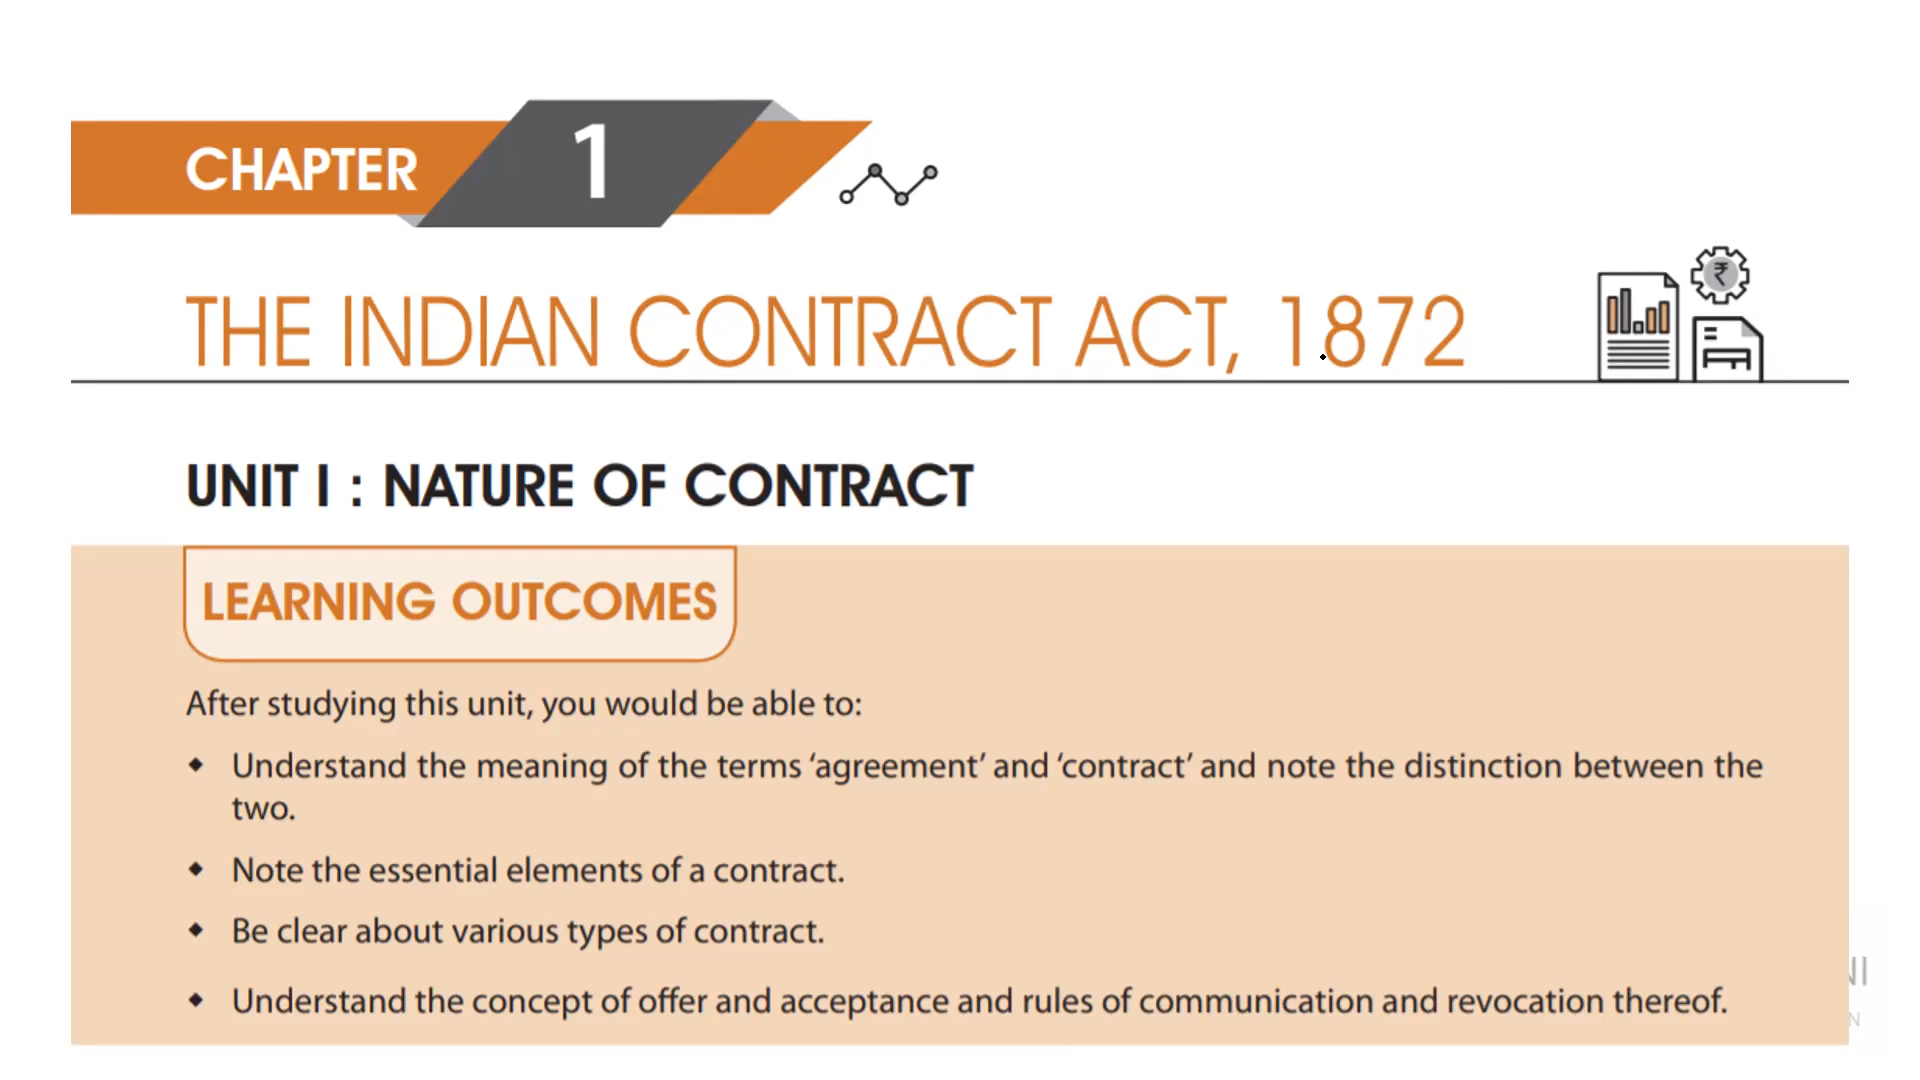 CHAPTER 1
THE INDIAN CONTRACT ACT, 1872
UNIT I : NATURE OF CONTRACT
LEARNING OUTCOMES
After studying this unit, you would be able to:
◆ Understand the meaning of the terms ‘agreement’ and ‘contract’ and note the distinction between the
two.
◆ Note the essential elements of a contract.
◆ Be clear about various types of contract.
◆ Understand the concept of offer and acceptance and rules of communication and revocation thereof.